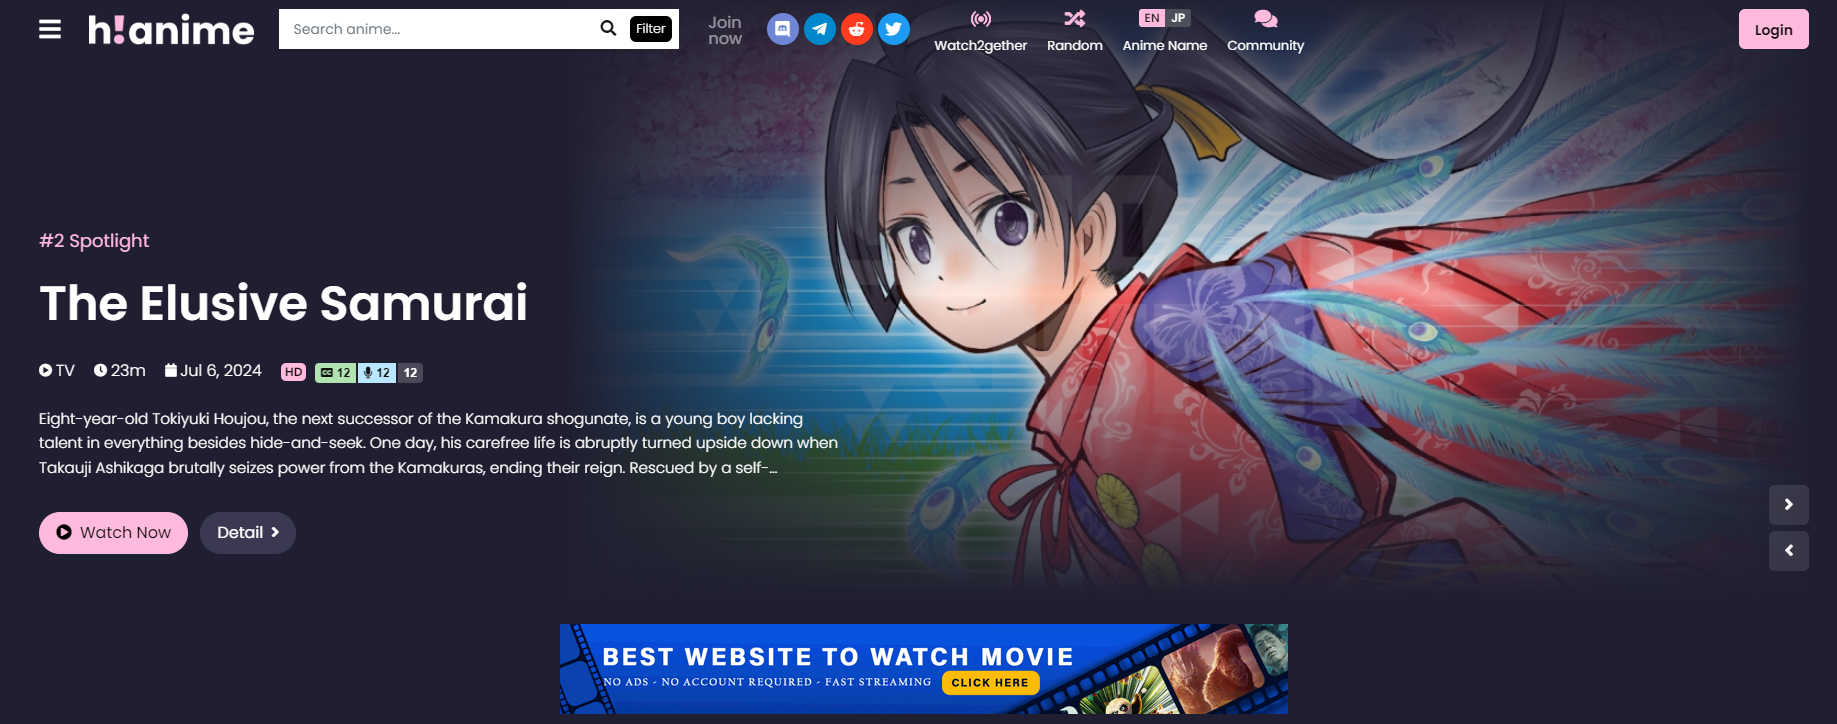 h!anime
Search anime...
Filter
Join
now
EN JP
Watch2gether Random Anime Name Community
Login
#2 Spotlight
The Elusive Samurai
TV 23m Jul 6, 2024 HD CC 12 12 12
Eight-year-old Tokiyuki Houjou, the next successor of the Kamakura shogunate, is a young boy lacking
talent in everything besides hide-and-seek. One day, his carefree life is abruptly turned upside down when
Takauji Ashikaga brutally seizes power from the Kamakuras, ending their reign. Rescued by a self-...
Watch Now Detail
BEST WEBSITE TO WATCH MOVIE
NO ADS - NO ACCOUNT REQUIRED - FAST STREAMING
CLICK HERE